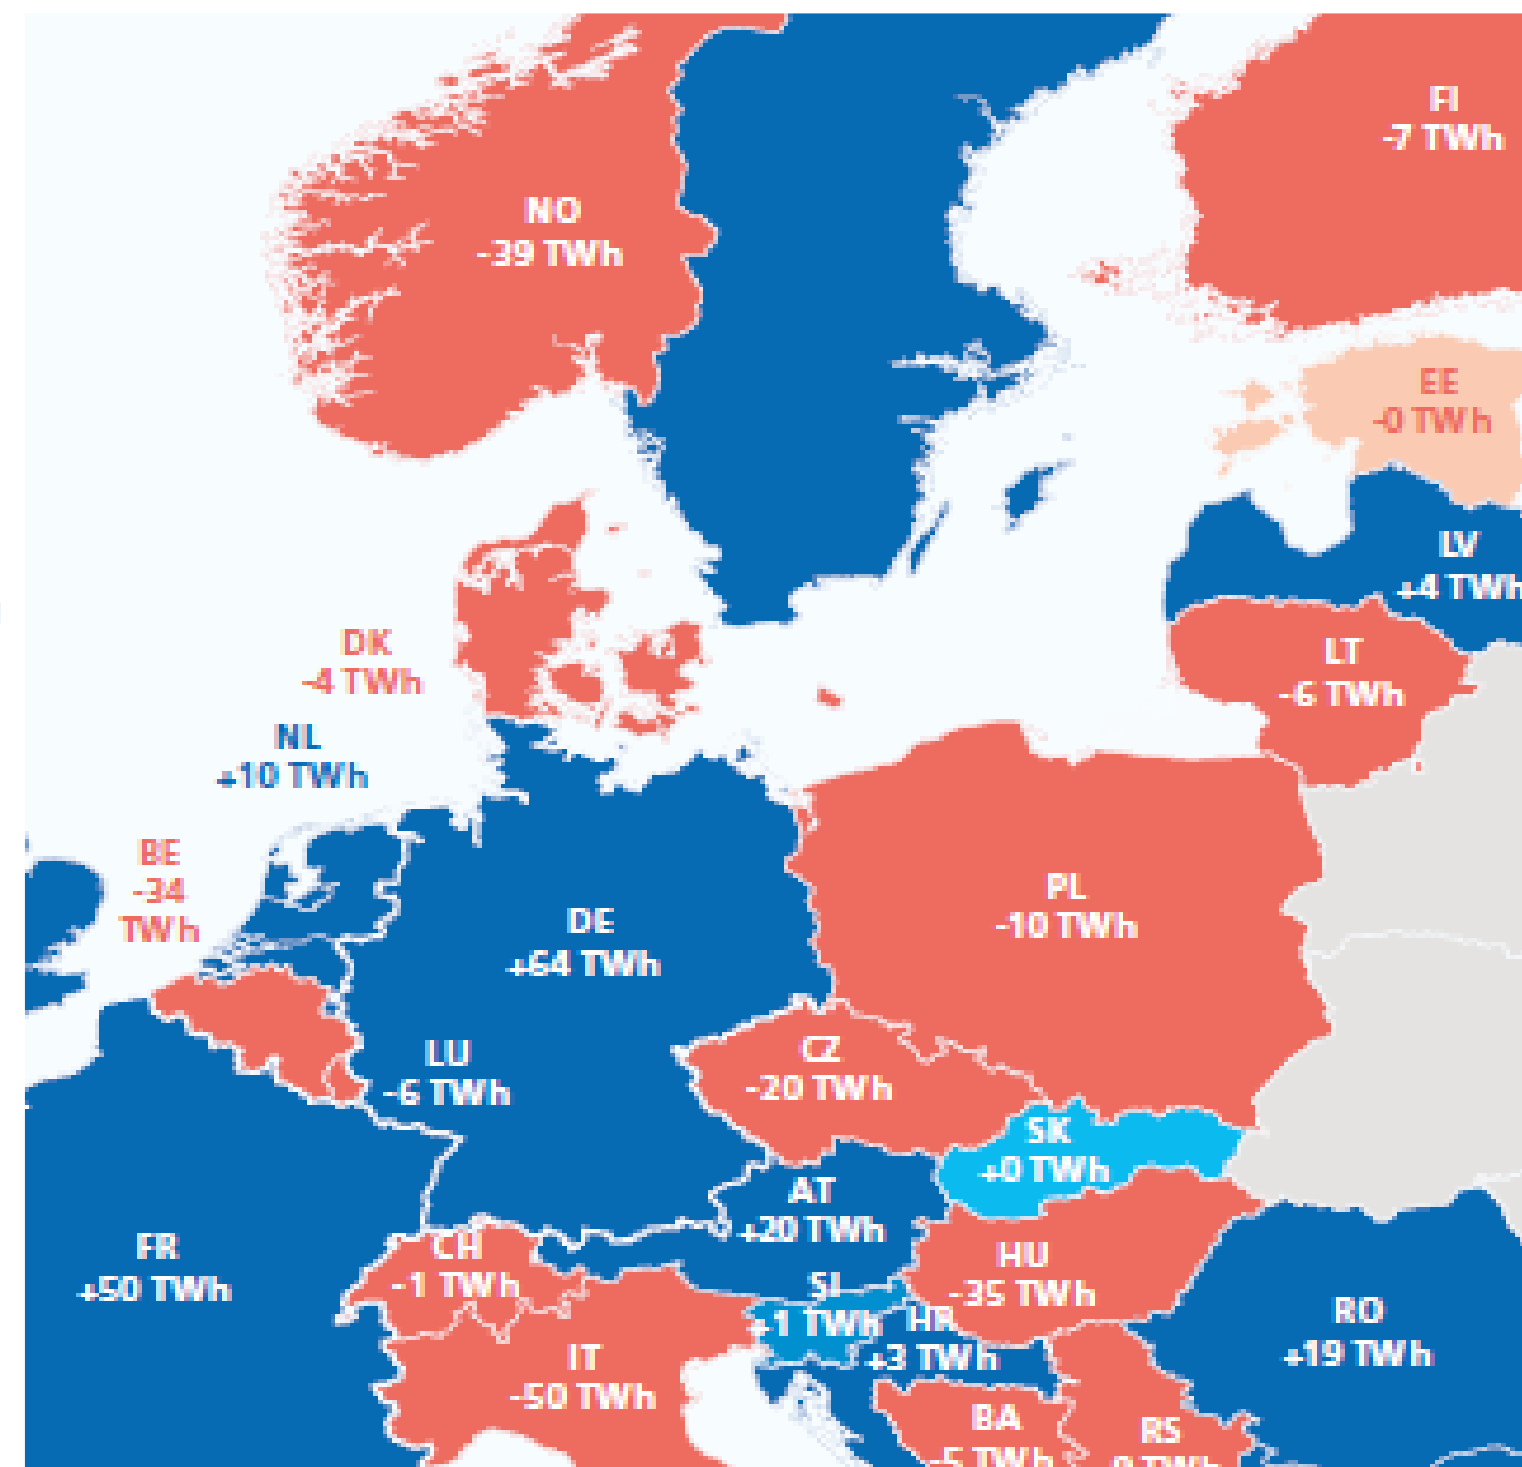 FI
-7 TWh
NO
-39 TWh
EE
-0 TWh
LV
+4 TWh
DK
-4 TWh
LT
-6 TWh
NL
+10 TWh
BE
-34
TWh
PL
-10 TWh
DE
+64 TWh
LU
-6 TWh
CZ
-20 TWh
SK
+0 TWh
AT
+20 TWh
FR
+50 TWh
CH
-1 TWh
HU
-35 TWh
SI
+1 TWh
HR
+3 TWh
RO
+19 TWh
IT
-50 TWh
BA
-5 TWh
RS
TWh